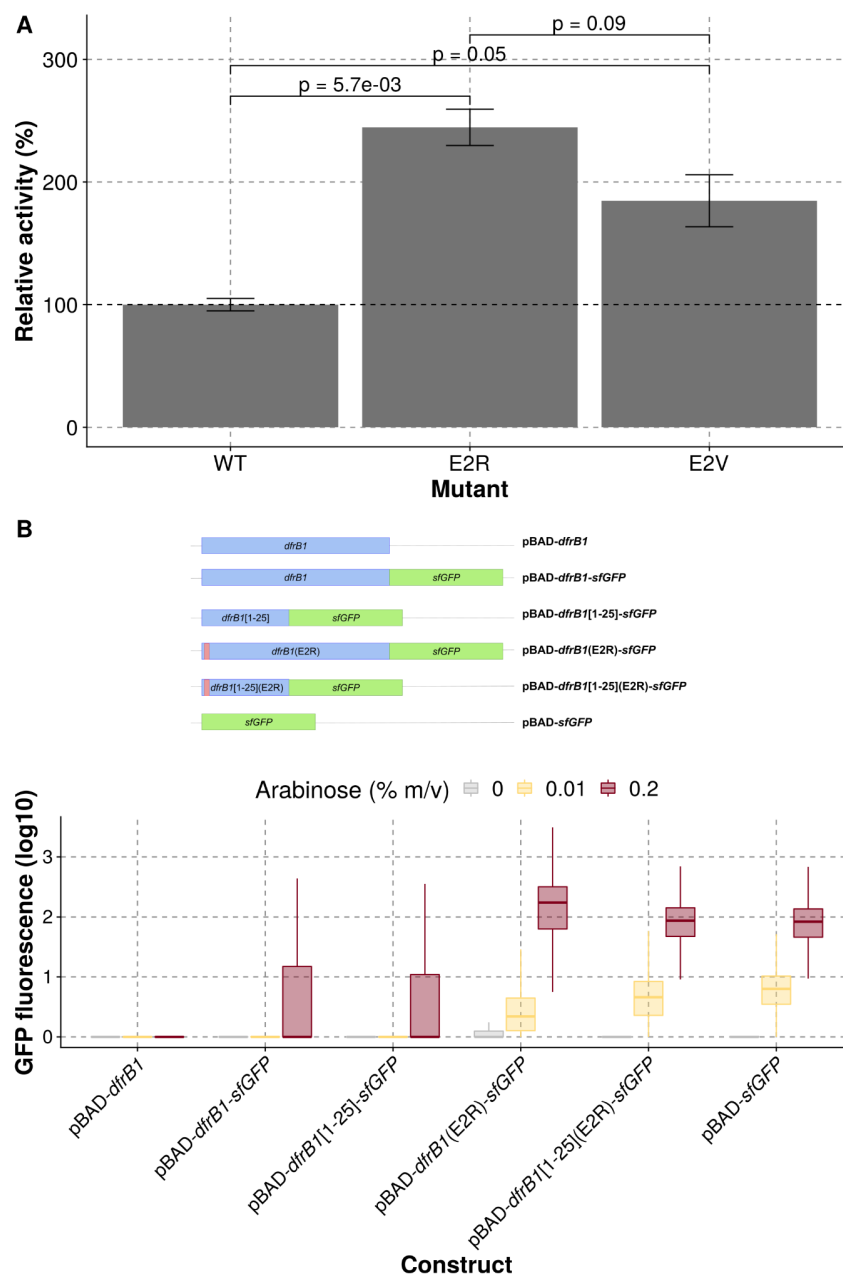 A
p = 0.09
p = 0.05
p = 5.7e-03
300
200
100
0
Relative activity (%)
WT E2R E2V
Mutant
B
dfrB1 pBAD-dfrB1
dfrB1 sfGFP pBAD-dfrB1-sfGFP
dfrB1[1-25] sfGFP pBAD-dfrB1[1-25]-sfGFP
dfrB1(E2R) sfGFP pBAD-dfrB1(E2R)-sfGFP
dfrB1[1-25](E2R) sfGFP pBAD-dfrB1[1-25](E2R)-sfGFP
sfGFP pBAD-sfGFP
Arabinose (% m/v) 0 0.01 0.2
GFP fluorescence (log10)
3
2
1
0
pBAD-dfrB1
pBAD-dfrB1-sfGFP
pBAD-dfrB1[1-25]-sfGFP
pBAD-dfrB1(E2R)-sfGFP
pBAD-dfrB1[1-25](E2R)-sfGFP
pBAD-sfGFP
Construct